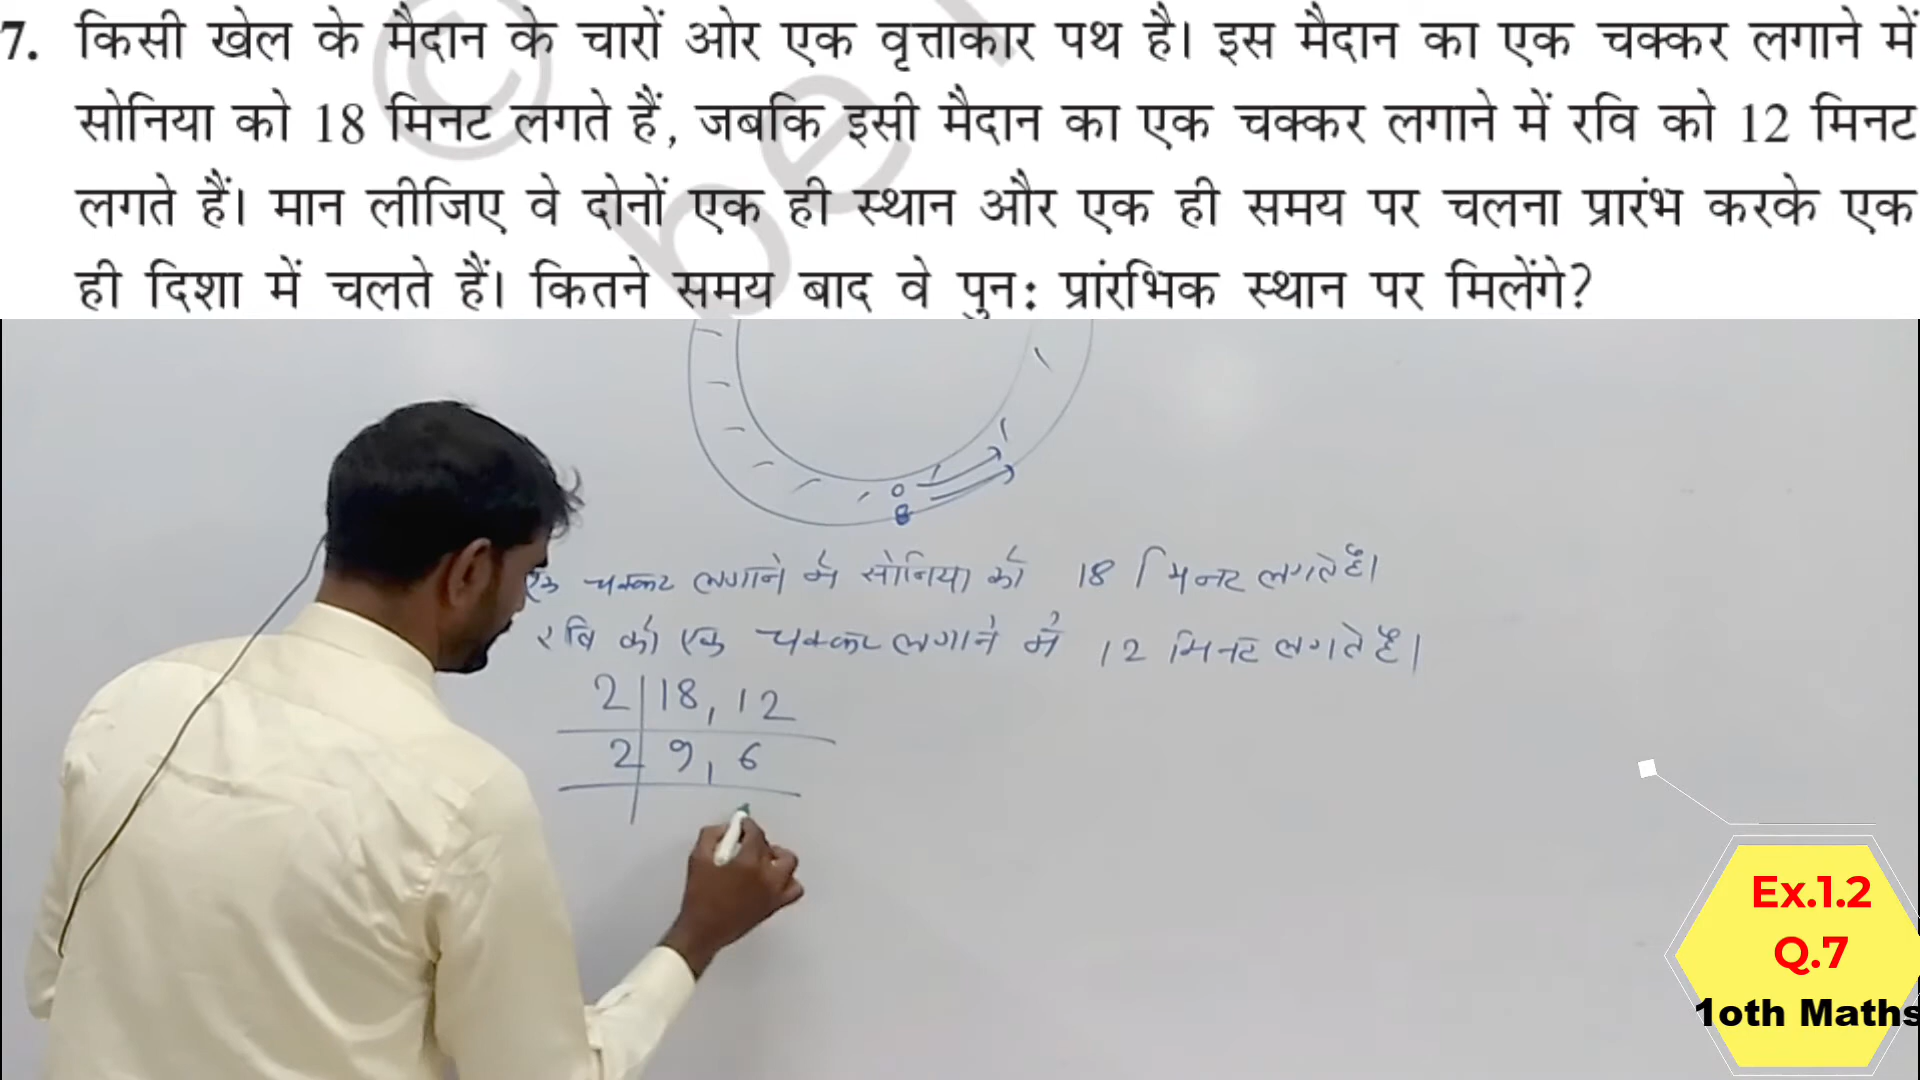 7. किसी खेल के मैदान के चारों ओर एक वृत्ताकार पथ है। इस मैदान का एक चक्कर लगाने में
सोनिया को 18 मिनट लगते हैं, जबकि इसी मैदान का एक चक्कर लगाने में रवि को 12 मिनट
लगते हैं। मान लीजिए वे दोनों एक ही स्थान और एक ही समय पर चलना प्रारंभ करके एक
ही दिशा में चलते हैं। कितने समय बाद वे पुन: प्रांरभिक स्थान पर मिलेंगे?
एक चक्कर लगाने में सोनिया को 18 मिनट लगते हैं।
रवि को एक चक्कर लगाने में 12 मिनट लगते हैं।
2 | 18, 12
2 | 9, 6
Ex.1.2
Q.7
1oth Maths